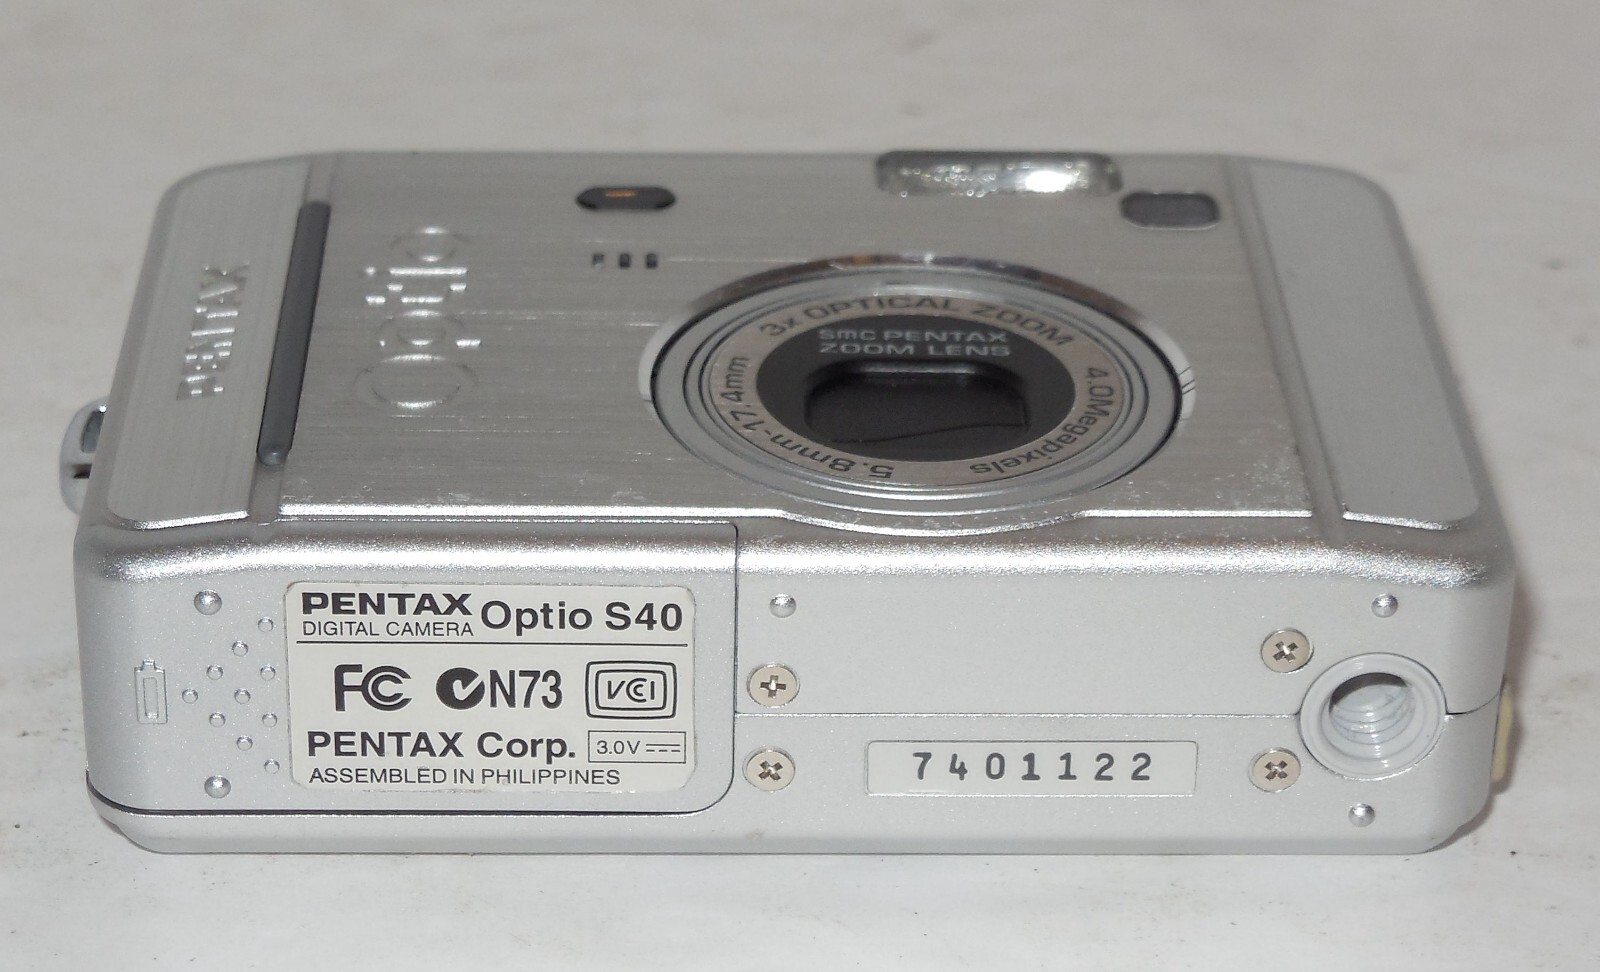 PENTAX
Optio
3x OPTICAL ZOOM
smc PENTAX
ZOOM LENS
4.0Megapixels
5.8mm-17.4mm
PENTAX Optio S40
DIGITAL CAMERA
FC N73 VCI
PENTAX Corp. 3.0V
ASSEMBLED IN PHILIPPINES
7401122